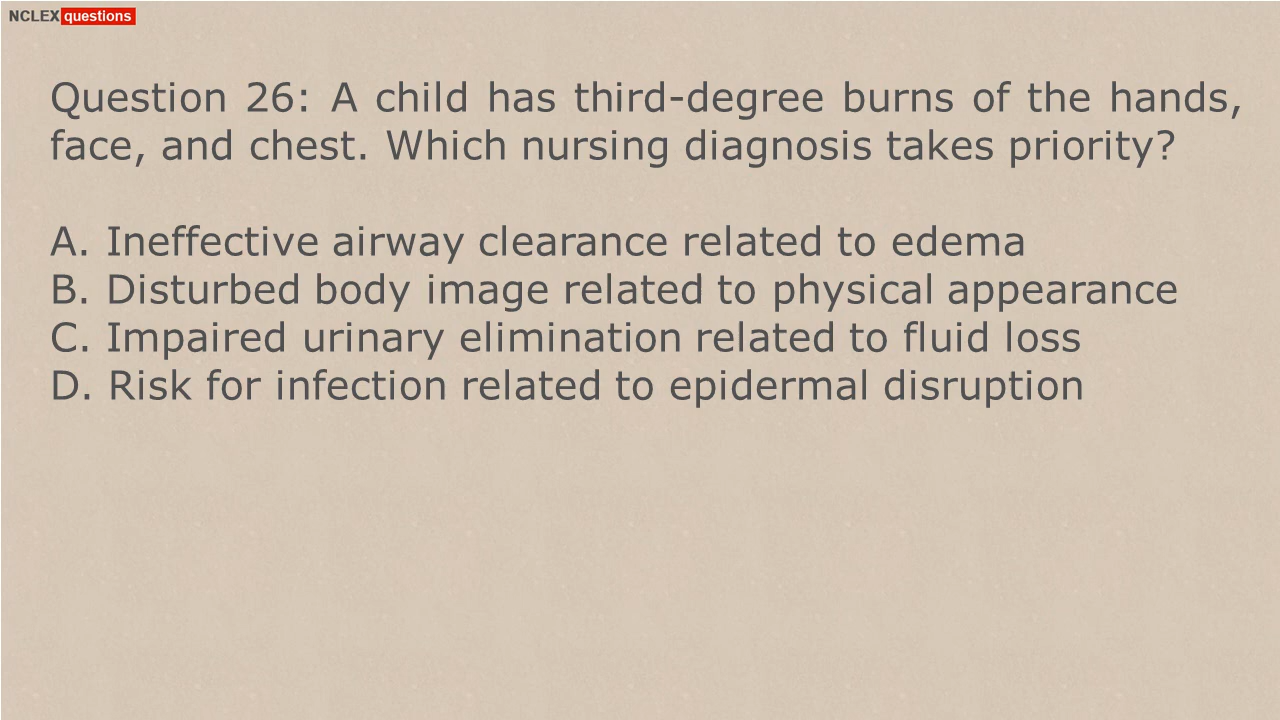 NCLEX questions
Question 26: A child has third-degree burns of the hands,
face, and chest. Which nursing diagnosis takes priority?
A. Ineffective airway clearance related to edema
B. Disturbed body image related to physical appearance
C. Impaired urinary elimination related to fluid loss
D. Risk for infection related to epidermal disruption